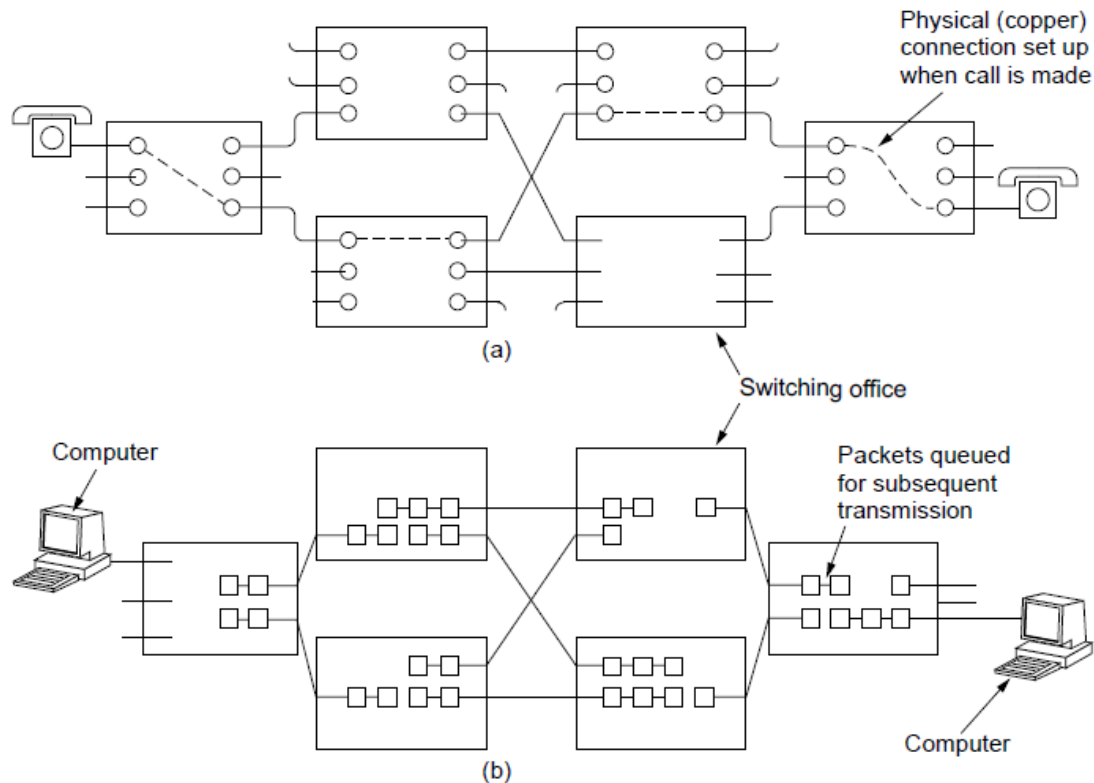 Physical (copper)
connection set up
when call is made
(a)
Switching office
Computer
Packets queued
for subsequent
transmission
Computer
(b)